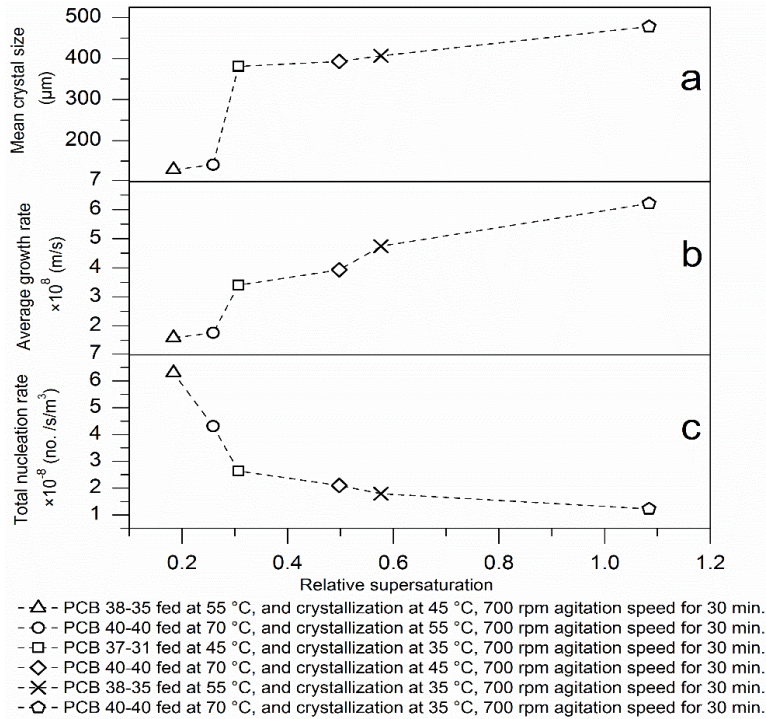 Mean crystal size
(µm)
500
400
300
200
7
a
Average growth rate
×10⁸ (m/s)
6
5
4
3
2
7
b
Total nucleation rate
×10⁻⁸ (no. /s/m³)
6
5
4
3
2
1
c
0.2 0.4 0.6 0.8 1.0 1.2
Relative supersaturation
PCB 38-35 fed at 55 °C, and crystallization at 45 °C, 700 rpm agitation speed for 30 min.
PCB 40-40 fed at 70 °C, and crystallization at 55 °C, 700 rpm agitation speed for 30 min.
PCB 37-31 fed at 45 °C, and crystallization at 35 °C, 700 rpm agitation speed for 30 min.
PCB 40-40 fed at 70 °C, and crystallization at 45 °C, 700 rpm agitation speed for 30 min.
PCB 38-35 fed at 55 °C, and crystallization at 35 °C, 700 rpm agitation speed for 30 min.
PCB 40-40 fed at 70 °C, and crystallization at 35 °C, 700 rpm agitation speed for 30 min.